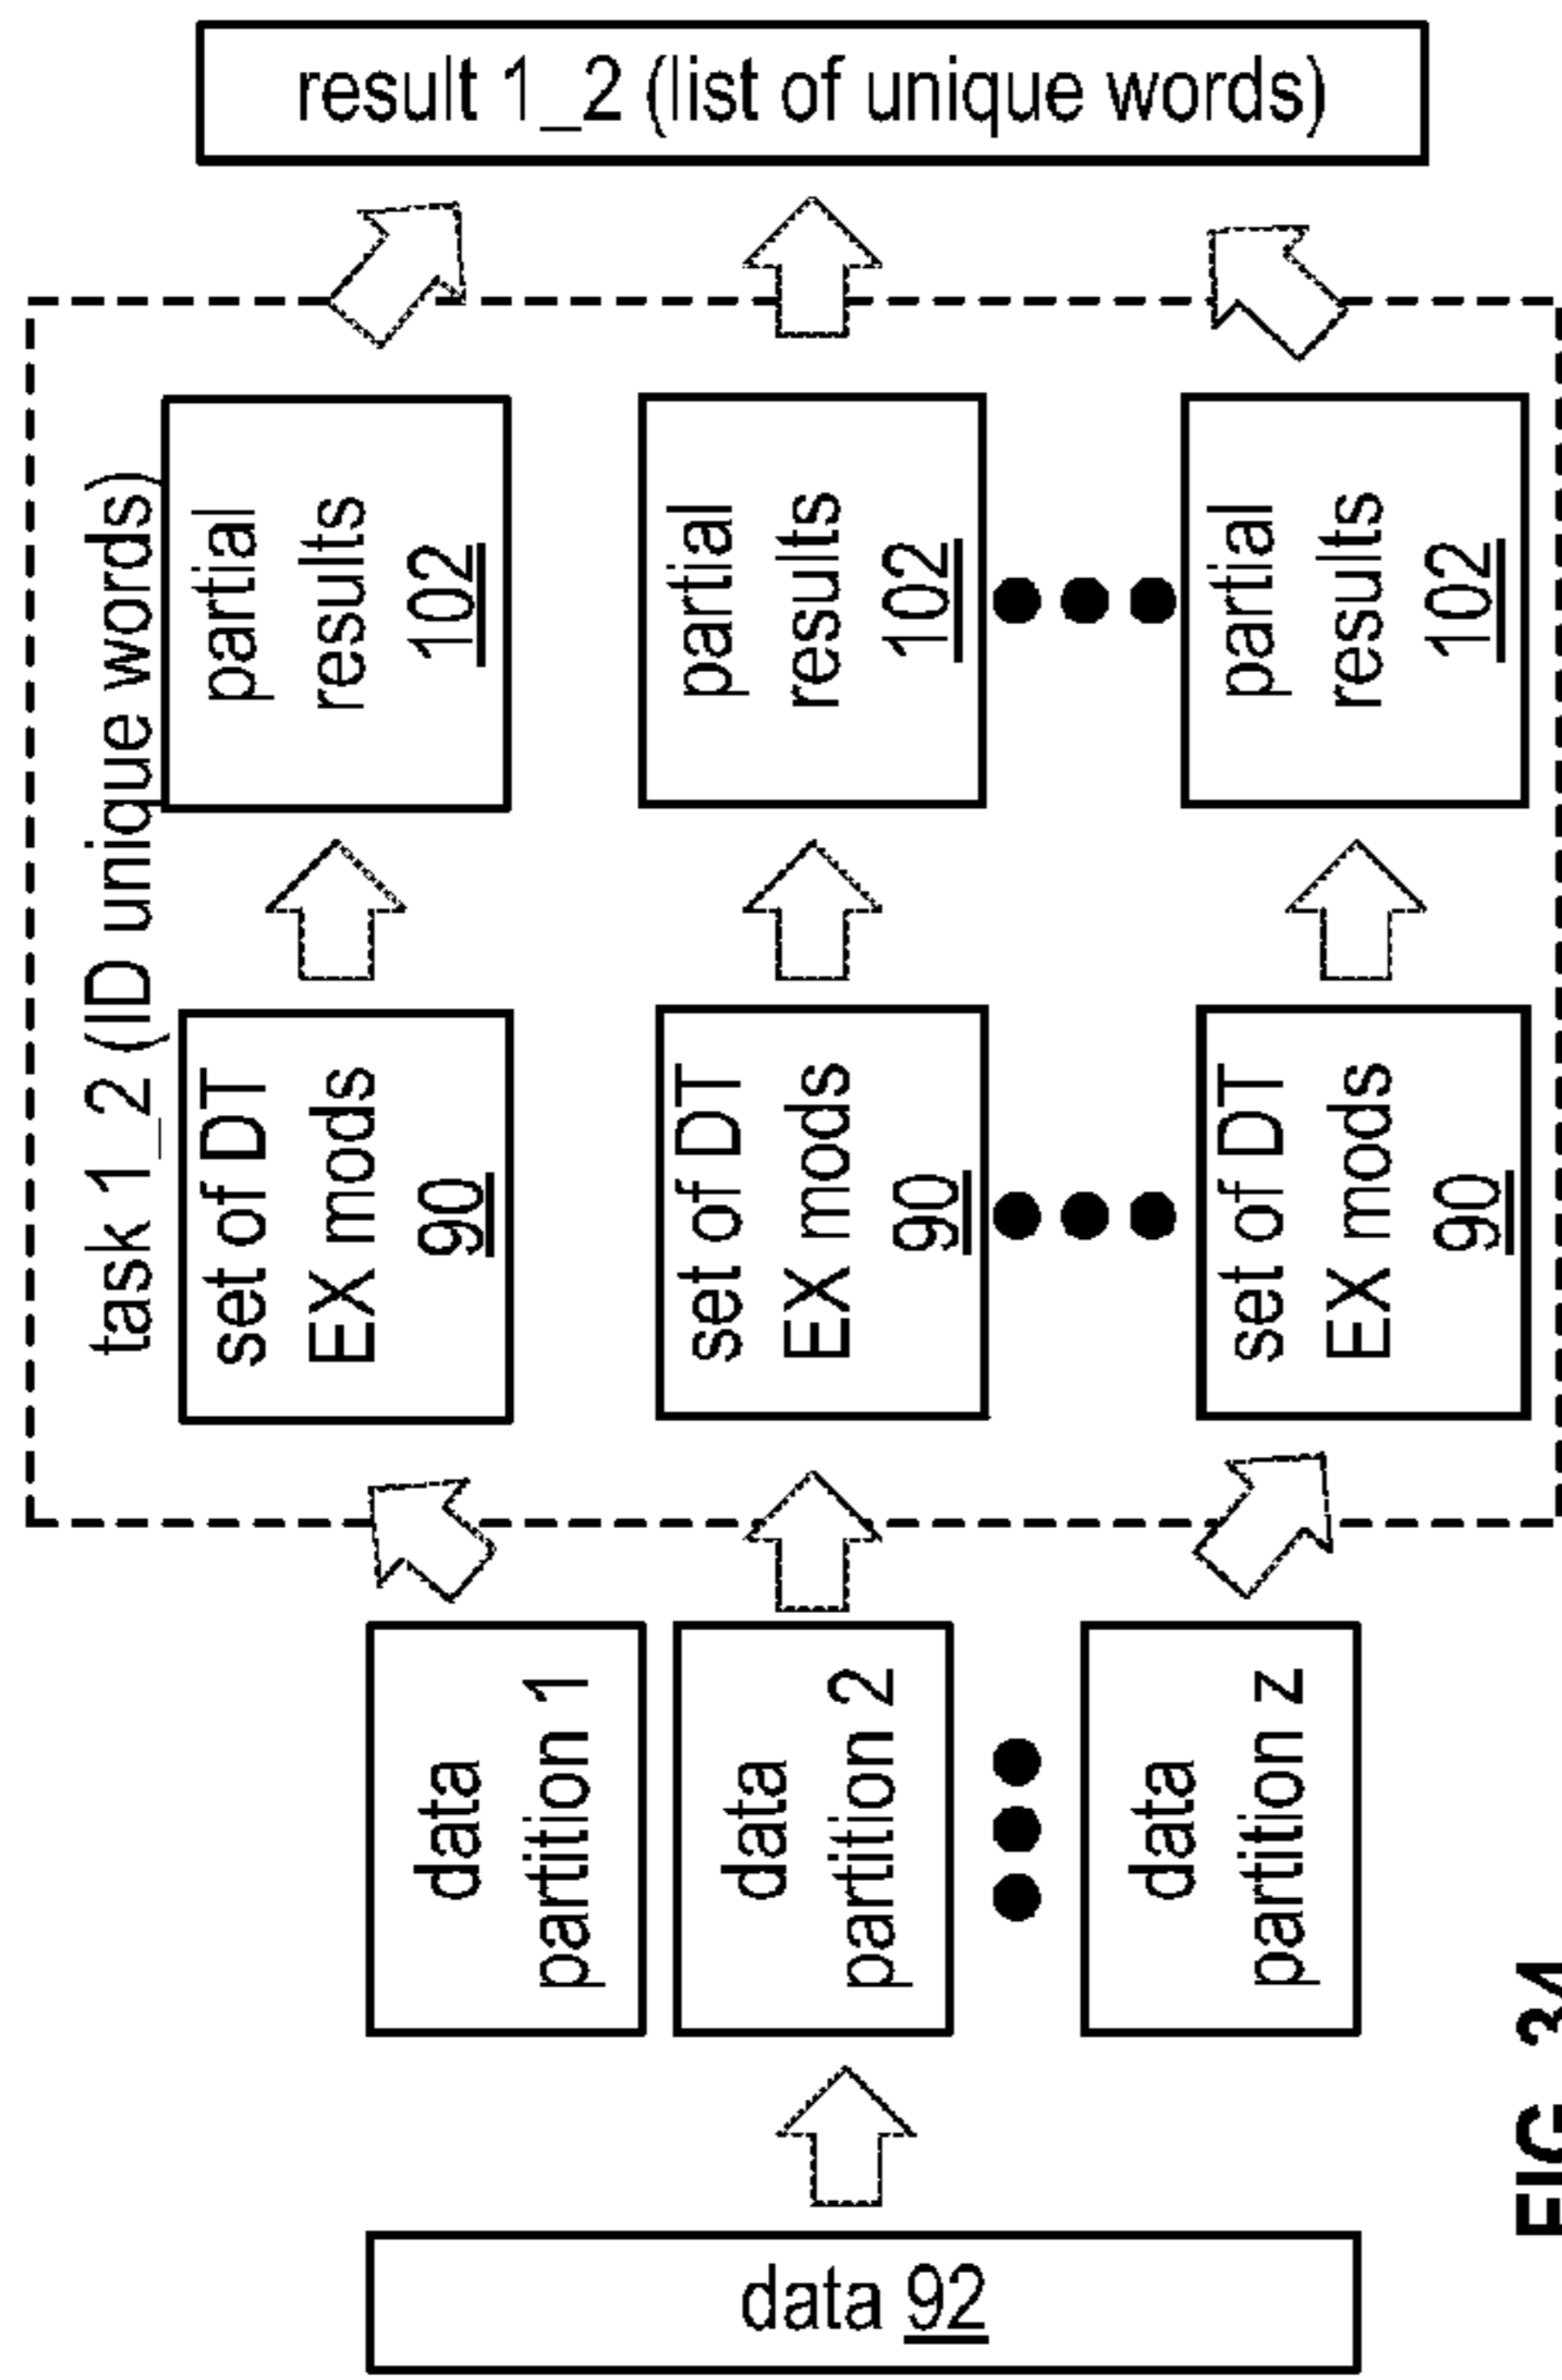 task 1_2 (ID unique words)
data 92
data
partition 1
data
partition 2
data
partition z
set of DT
EX mods
90
set of DT
EX mods
90
set of DT
EX mods
90
partial
results
102
partial
results
102
partial
results
102
result 1_2 (list of unique words)
FIG. 34